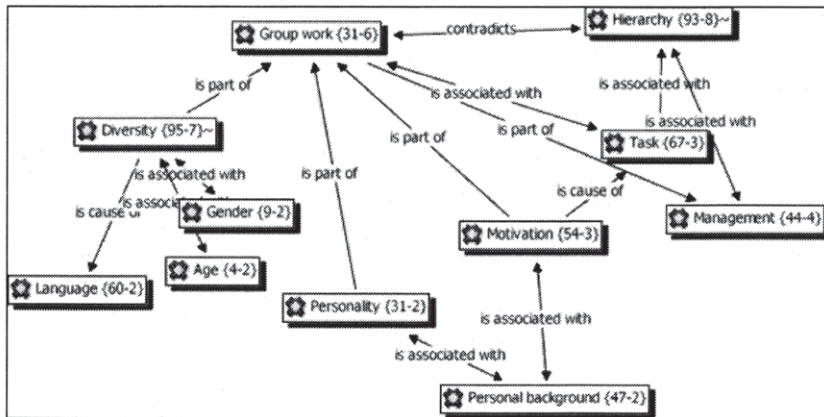 Group work {31-6}
contradicts
Hierarchy {93-8}~
is part of
is associated with
is associated with
is associated with
Diversity {95-7}~
is part of
is part of
Task {67-3}
is part of
is associated with
is cause of
is associated with
Gender {9-2}
is cause of
Motivation {54-3}
Management {44-4}
Age {4-2}
Language {60-2}
Personality {31-2}
is associated with
is associated with
Personal background {47-2}